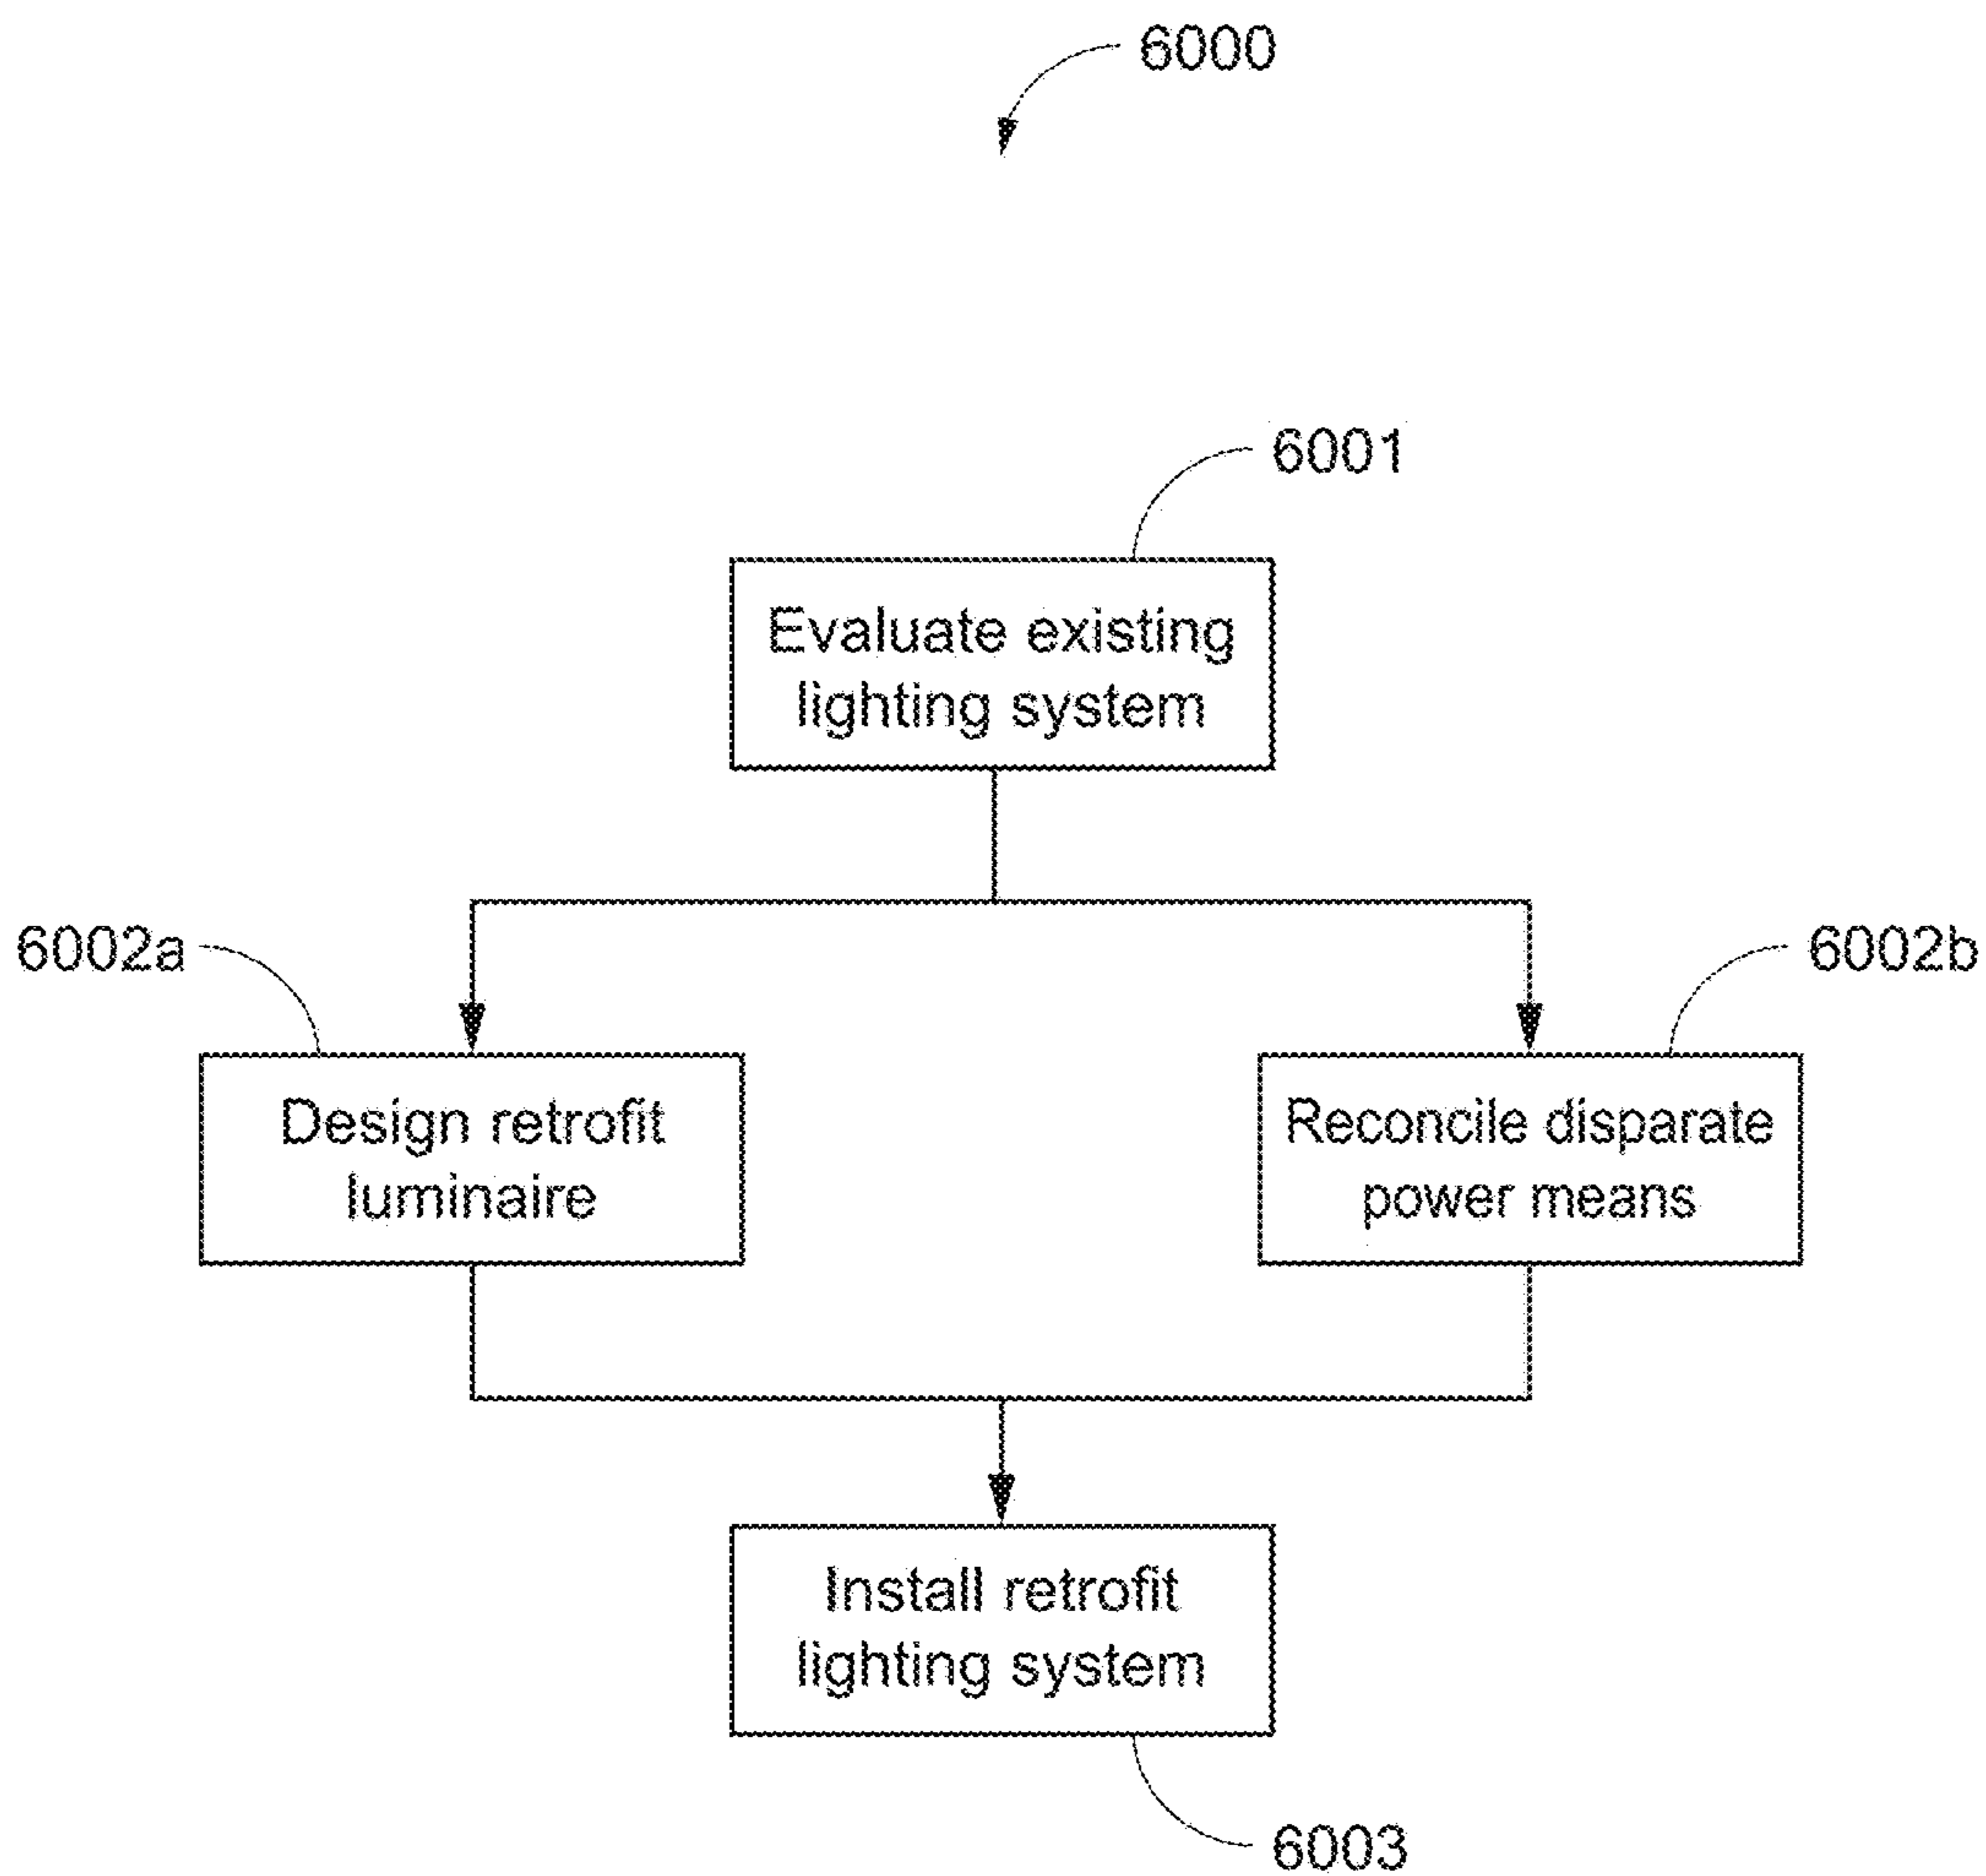 6000
6001
Evaluate existing
lighting system
6002a
6002b
Design retrofit
luminaire
Reconcile disparate
power means
Install retrofit
lighting system
6003